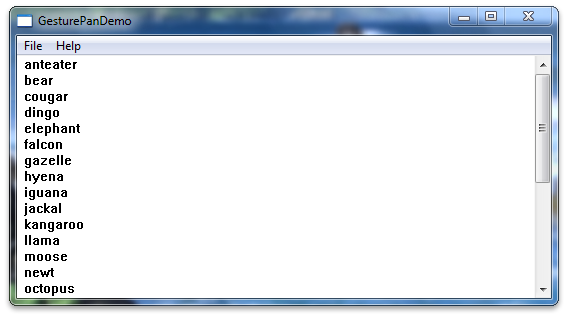 GesturePanDemo
File Help
anteater
bear
cougar
dingo
elephant
falcon
gazelle
hyena
iguana
jackal
kangaroo
llama
moose
newt
octopus